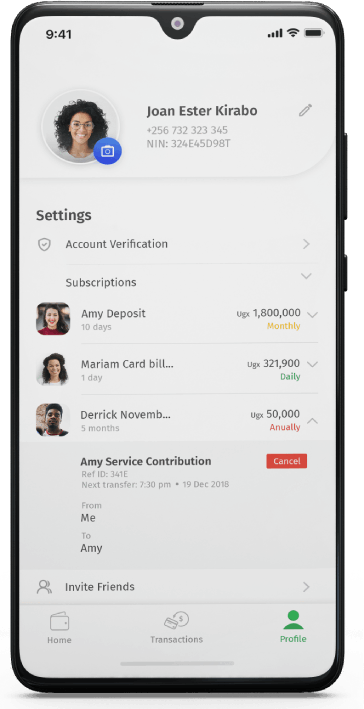 9:41
Joan Ester Kirabo
+256 732 323 345
NIN: 324E45D98T
Settings
Account Verification
Subscriptions
Amy Deposit
Ugx 1,800,000
10 days
Monthly
Mariam Card bill...
Ugx 321,900
1 day
Daily
Derrick Novemb...
Ugx 50,000
5 months
Anually
Amy Service Contribution
Cancel
Ref ID: 341E
Next transfer: 7:30 pm • 19 Dec 2018
From
Me
To
Amy
Invite Friends
Home
Transactions
Profile